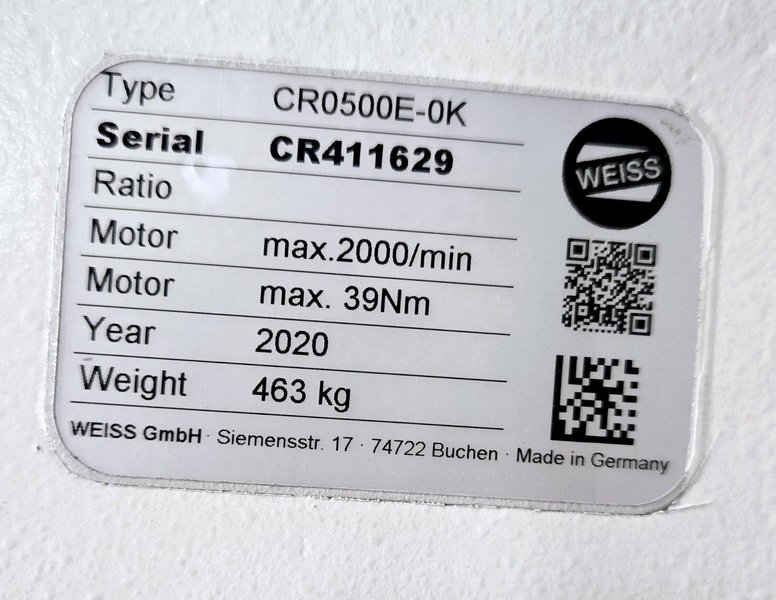 Type CR0500E-0K
Serial CR411629
Ratio
WEISS
Motor max.2000/min
Motor max. 39Nm
Year 2020
Weight 463 kg
WEISS GmbH · Siemensstr. 17 · 74722 Buchen · Made in Germany